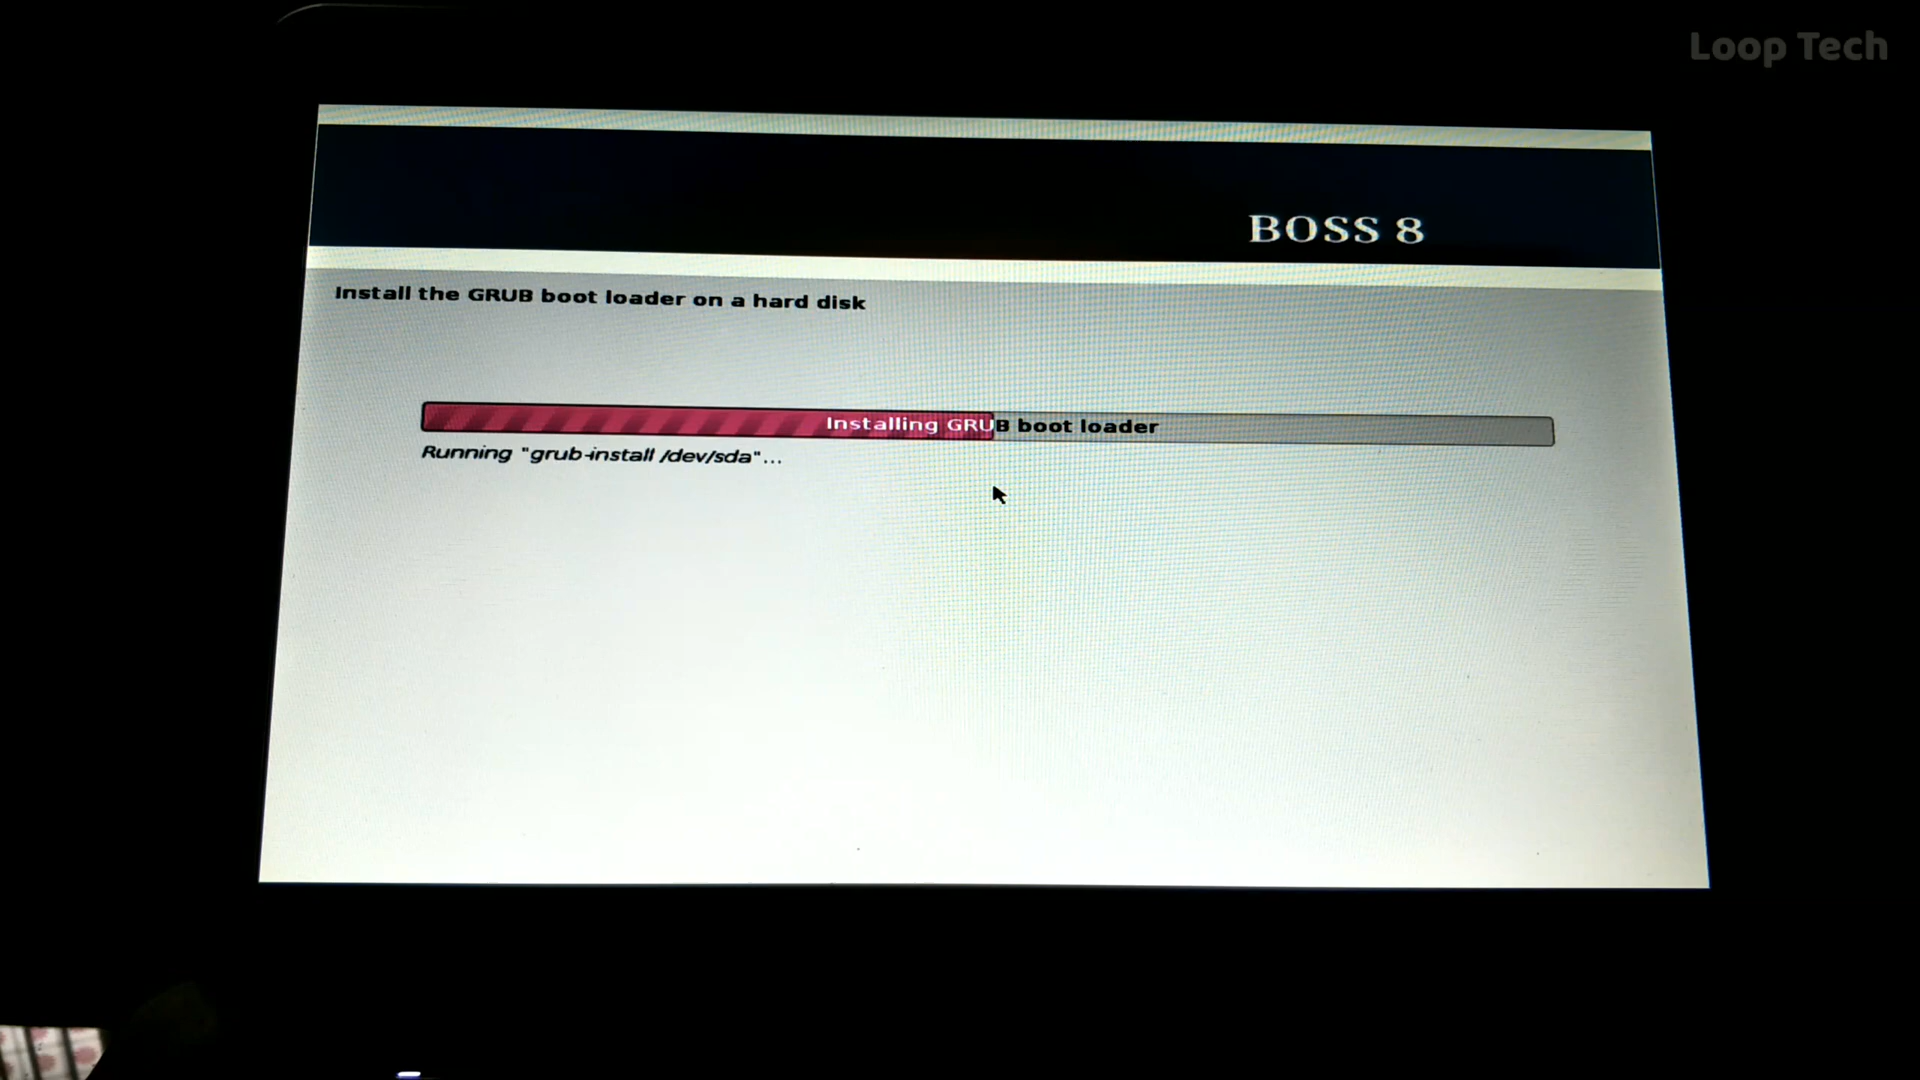 Loop Tech
BOSS 8
Install the GRUB boot loader on a hard disk
Installing GRUB boot loader
Running "grub-install /dev/sda"...